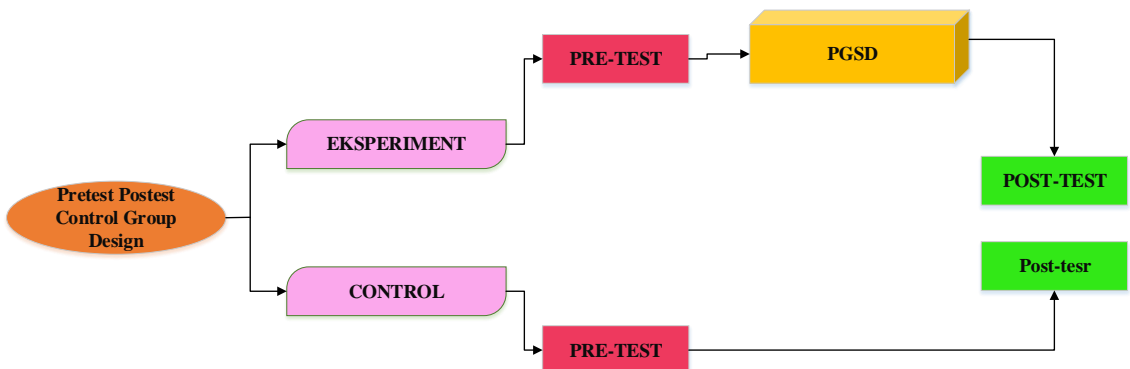 Pretest Postest
Control Group
Design
EKSPERIMENT
PRE-TEST
PGSD
POST-TEST
CONTROL
PRE-TEST
Post-tesr